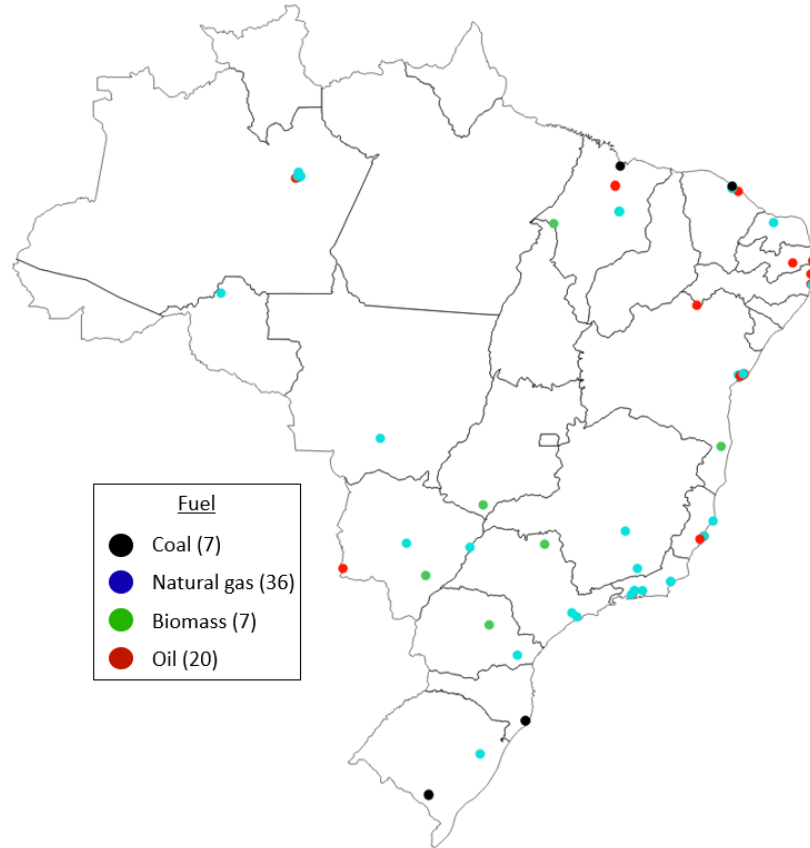 Fuel
Coal (7)
Natural gas (36)
Biomass (7)
Oil (20)